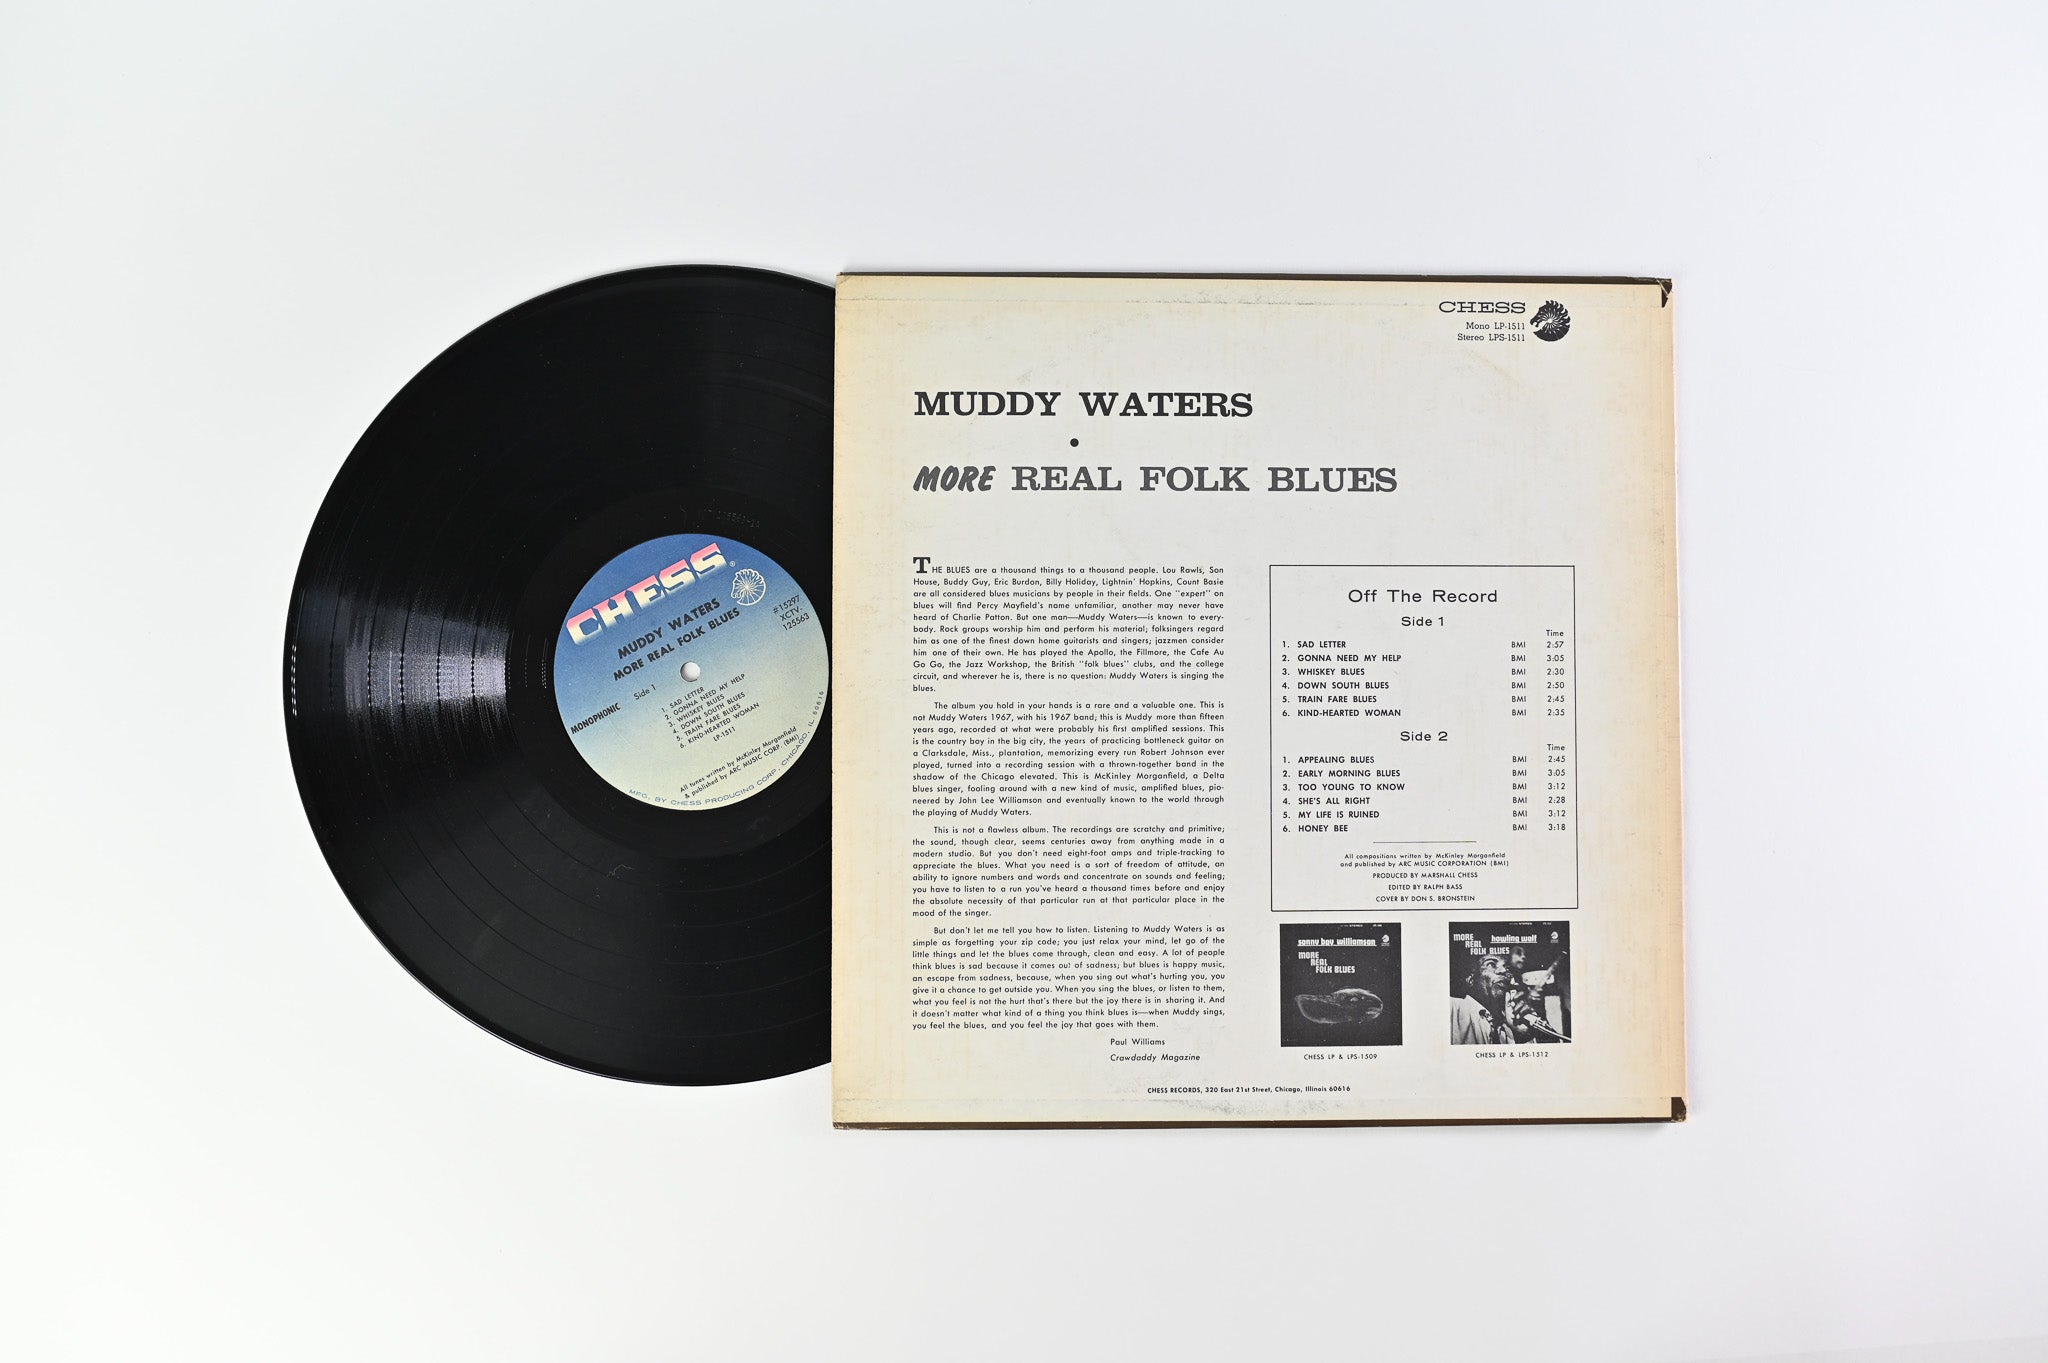 CHESS ®
MUDDY WATERS
MORE REAL FOLK BLUES
#15297
XCTV-
125563
Side 1
MONOPHONIC
1. SAD LETTER
2. GONNA NEED MY HELP
3. WHISKEY BLUES
4. DOWN SOUTH BLUES
5. TRAIN FARE BLUES
6. KIND-HEARTED WOMAN
LP-1511
All tunes written by McKinley Morganfield
& published by ARC MUSIC CORP. (BMI)
MFG. BY CHESS PRODUCING CORP. CHICAGO, IL. 60616
CHESS
Mono LP-1511
Stereo LPS-1511
MUDDY WATERS
•
MORE REAL FOLK BLUES
THE BLUES are a thousand things to a thousand people. Lou Rawls, Son
House, Buddy Guy, Eric Burdon, Billy Holiday, Lightnin' Hopkins, Count Basie
are all considered blues musicians by people in their fields. One "expert" on
blues will find Percy Mayfield's name unfamiliar, another may never have
heard of Charlie Patton. But one man—Muddy Waters—is known to every-
body. Rock groups worship him and perform his material; folksingers regard
him as one of the finest down home guitarists and singers; jazzmen consider
him one of their own. He has played the Apollo, the Fillmore, the Cafe Au
Go Go, the Jazz Workshop, the British "folk blues" clubs, and the college
circuit, and wherever he is, there is no question: Muddy Waters is singing the
blues.
The album you hold in your hands is a rare and a valuable one. This is
not Muddy Waters 1967, with his 1967 band; this is Muddy more than fifteen
years ago, recorded at what were probably his first amplified sessions. This
is the country boy in the big city, the years of practicing bottleneck guitar on
a Clarksdale, Miss., plantation, memorizing every run Robert Johnson ever
played, turned into a recording session with a thrown-together band in the
shadow of the Chicago elevated. This is McKinley Morganfield, a Delta
blues singer, fooling around with a new kind of music, amplified blues, pio-
neered by John Lee Williamson and eventually known to the world through
the playing of Muddy Waters.
This is not a flawless album. The recordings are scratchy and primitive;
the sound, though clear, seems centuries away from anything made in a
modern studio. But you don't need eight-foot amps and triple-tracking to
appreciate the blues. What you need is a sort of freedom of attitude, an
ability to ignore numbers and words and concentrate on sounds and feeling;
you have to listen to a run you've heard a thousand times before and enjoy
the absolute necessity of that particular run at that particular place in the
mood of the singer.
But don't let me tell you how to listen. Listening to Muddy Waters is as
simple as forgetting your zip code; you just relax your mind, let go of the
little things and let the blues come through, clean and easy. A lot of people
think blues is sad because it comes out of sadness; but blues is happy music,
an escape from sadness, because, when you sing out what's hurting you, you
give it a chance to get outside you. When you sing the blues, or listen to them,
what you feel is not the hurt that's there but the joy there is in sharing it. And
it doesn't matter what kind of a thing you think blues is—when Muddy sings,
you feel the blues, and you feel the joy that goes with them.
Paul Williams
Crawdaddy Magazine
Off The Record
Side 1
Time
1. SAD LETTER BMI 2:57
2. GONNA NEED MY HELP BMI 3:05
3. WHISKEY BLUES BMI 2:30
4. DOWN SOUTH BLUES BMI 2:50
5. TRAIN FARE BLUES BMI 2:45
6. KIND-HEARTED WOMAN BMI 2:35
Side 2
Time
1. APPEALING BLUES BMI 2:45
2. EARLY MORNING BLUES BMI 3:05
3. TOO YOUNG TO KNOW BMI 3:12
4. SHE'S ALL RIGHT BMI 2:28
5. MY LIFE IS RUINED BMI 3:12
6. HONEY BEE BMI 3:18
All compositions written by McKinley Morganfield
and published by ARC MUSIC CORPORATION (BMI)
PRODUCED BY MARSHALL CHESS
EDITED BY RALPH BASS
COVER BY DON S. BRONSTEIN
sonny boy williamson
MORE
REAL
FOLK BLUES
CHESS LP & LPS-1509
MORE howling wolf
REAL
FOLK BLUES
CHESS LP & LPS-1512
CHESS RECORDS, 320 East 21st Street, Chicago, Illinois 60616